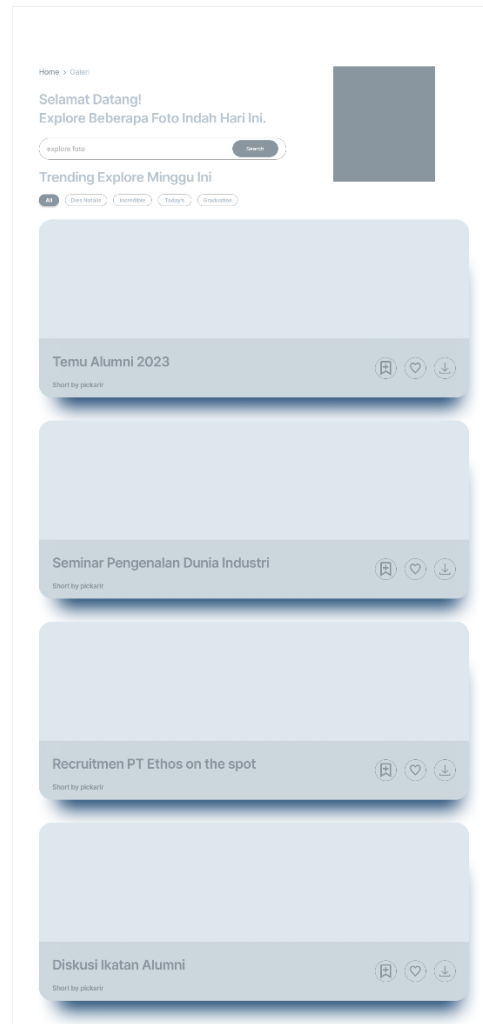 Home > Galeri
Selamat Datang!
Explore Beberapa Foto Indah Hari Ini.
explore foto
Search
Trending Explore Minggu Ini
All
Dies Natalis
Incredible
Today's
Graduation
Temu Alumni 2023
Short by pickarir
Seminar Pengenalan Dunia Industri
Short by pickarir
Recruitmen PT Ethos on the spot
Short by pickarir
Diskusi Ikatan Alumni
Short by pickarir